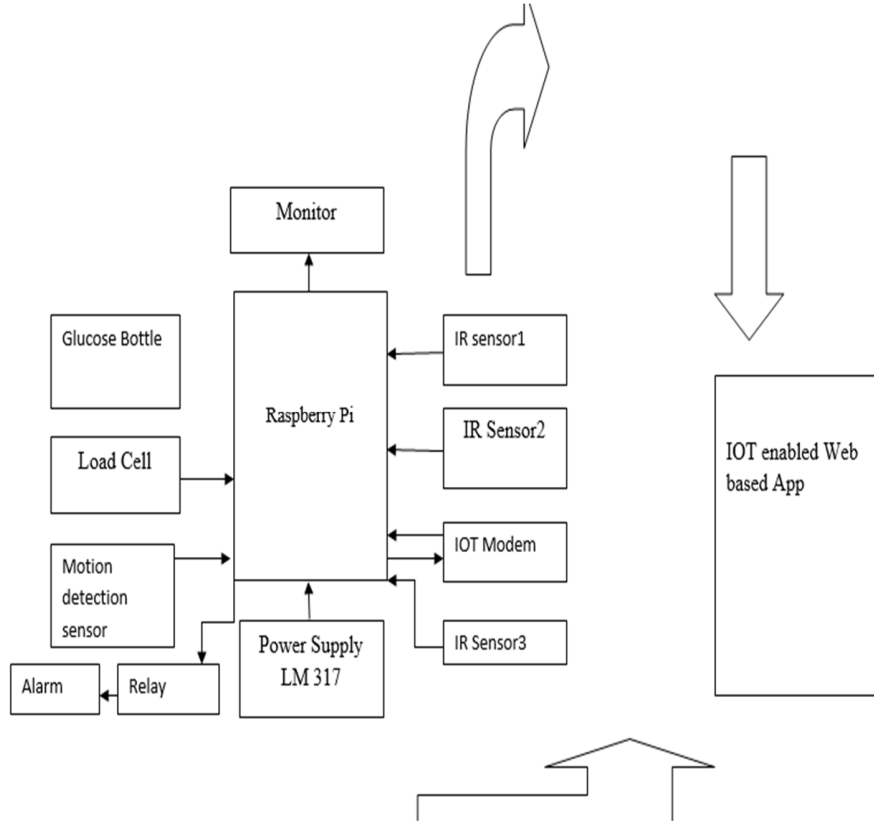 Monitor
Glucose Bottle
IR sensor1
Raspberry Pi
IR Sensor2
Load Cell
IOT enabled Web
based App
IOT Modem
Motion
detection
sensor
Power Supply
LM 317
IR Sensor3
Alarm
Relay